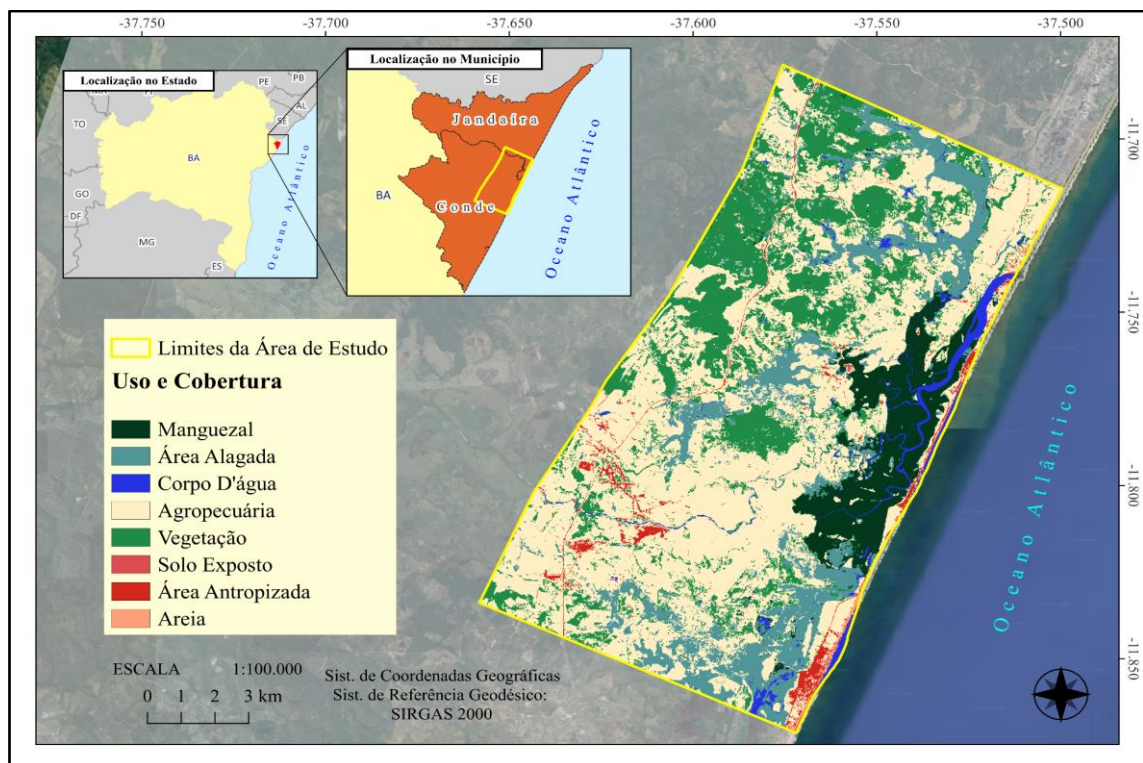 -37.750
-37.700
-37.650
-37.600
-37.550
-37.500
Localização no Estado
PE
PB
AL
SE
TO
BA
GO
DF
MG
ES
Oceano Atlântico
Localização no Município
SE
Jandaíra
BA
Conde
Oceano Atlântico
-11.700
-11.750
-11.800
-11.850
Limites da Área de Estudo
Uso e Cobertura
Manguezal
Área Alagada
Corpo D'água
Agropecuária
Vegetação
Solo Exposto
Área Antropizada
Areia
ESCALA 1:100.000
0 1 2 3 km
Sist. de Coordenadas Geográficas
Sist. de Referência Geodésico:
SIRGAS 2000
Oceano Atlântico